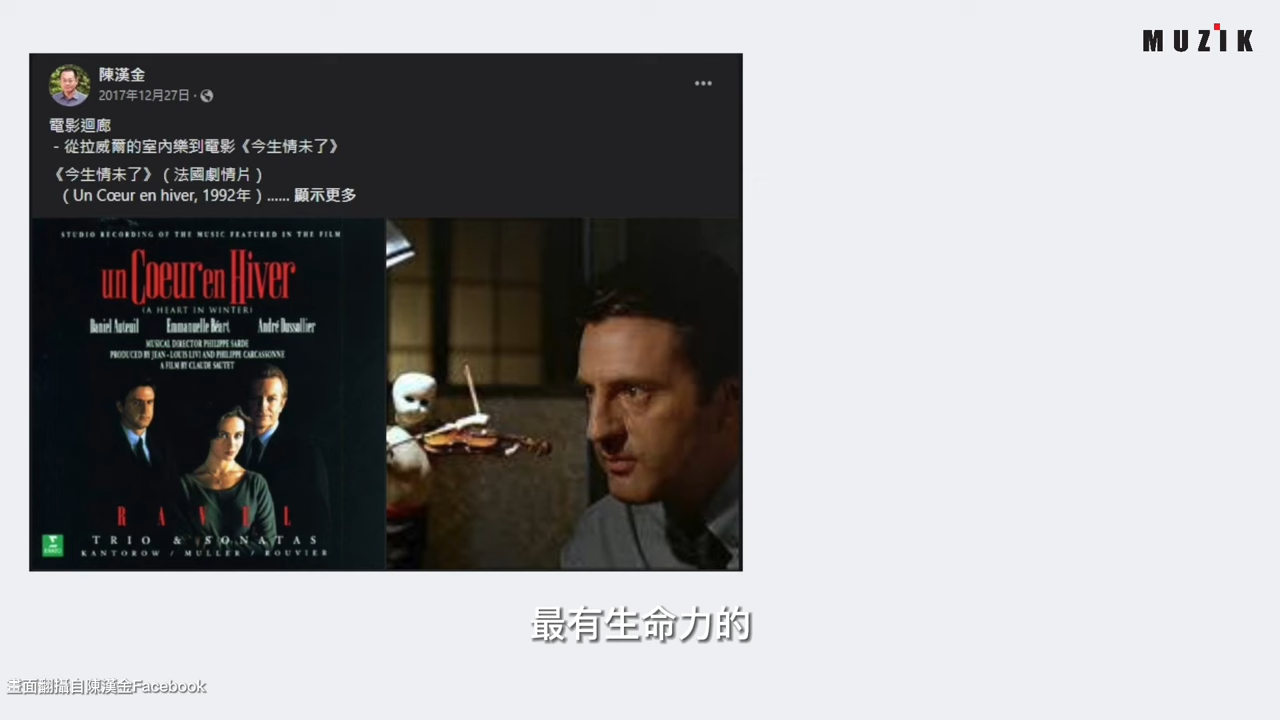 MUZIK
陳漢金
2017年12月27日 ·
電影迴廊
- 從拉威爾的室內樂到電影《今生情未了》
《今生情未了》（法國劇情片）
（Un Cœur en hiver, 1992年）...... 顯示更多
STUDIO RECORDING OF THE MUSIC FEATURED IN THE FILM
un Coeur en Hiver
(A HEART IN WINTER)
Daniel Auteuil Emmanuelle Béart André Dussollier
MUSICAL DIRECTOR PHILIPPE SARDE
PRODUCED BY JEAN-LOUIS LIVI AND PHILIPPE CARCASSONNE
A FILM BY CLAUDE SAUTET
RAVEL
TRIO & SONATAS
KANTOROW / MULLER / ROUVIER
ERATO
最有生命力的
畫面翻攝自陳漢金Facebook